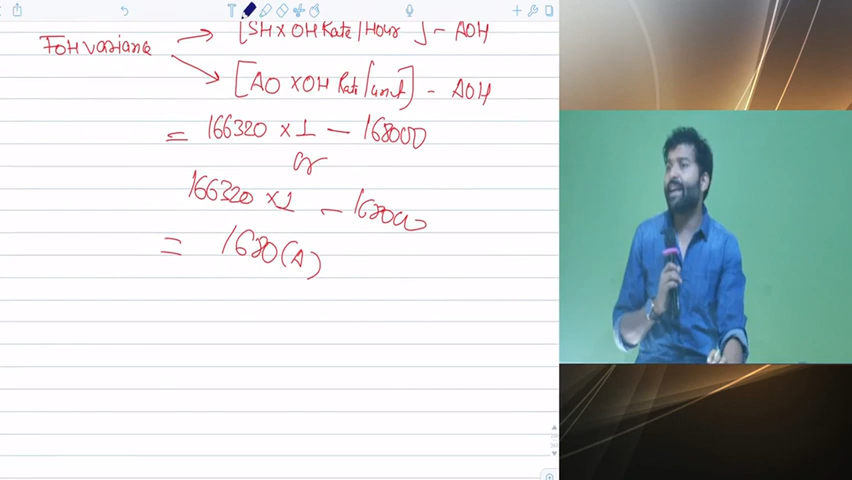 [SH x OH Rate/Hour] - AOH
FOH variance
[AO x OH Rate/unit] - AOH
= 166320 x 1 - 168000
or
166320 x 1 - 168000
= 1680 (A)